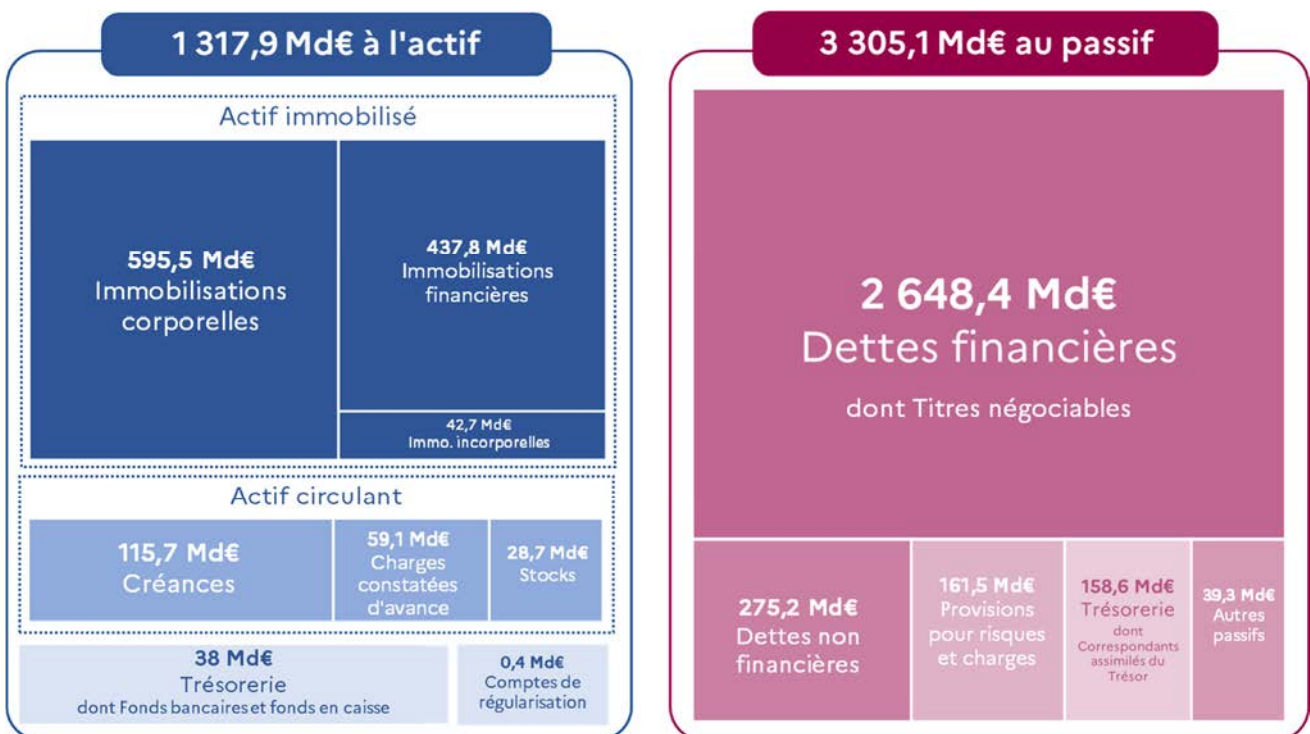 1 317,9 Md€ à l'actif
Actif immobilisé
595,5 Md€
Immobilisations
corporelles
437,8 Md€
Immobilisations
financières
42,7 Md€
Immo. incorporelles
Actif circulant
115,7 Md€
Créances
59,1 Md€
Charges
constatées
d'avance
28,7 Md€
Stocks
38 Md€
Trésorerie
dont Fonds bancaires et fonds en caisse
0,4 Md€
Comptes de
régularisation
3 305,1 Md€ au passif
2 648,4 Md€
Dettes financières
dont Titres négociables
275,2 Md€
Dettes non
financières
161,5 Md€
Provisions
pour risques
et charges
158,6 Md€
Trésorerie
dont
Correspondants
assimilés du
Trésor
39,3 Md€
Autres
passifs